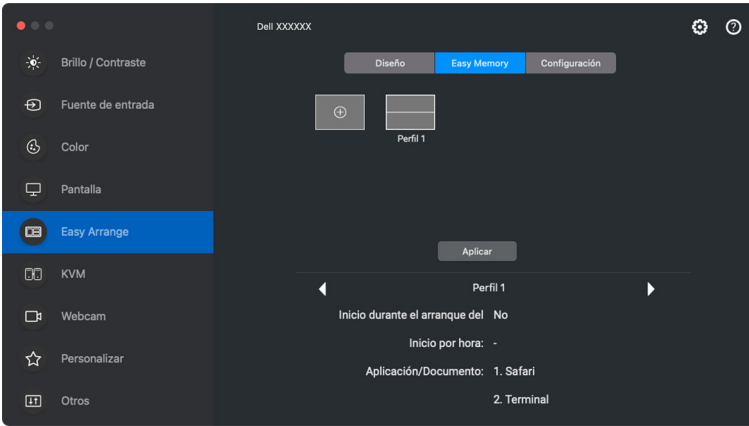 Dell XXXXXX
Brillo / Contraste
Fuente de entrada
Color
Pantalla
Easy Arrange
KVM
Webcam
Personalizar
Otros
Diseño Easy Memory Configuración
Perfil 1
Aplicar
Perfil 1
Inicio durante el arranque del No
Inicio por hora: -
Aplicación/Documento: 1. Safari
2. Terminal